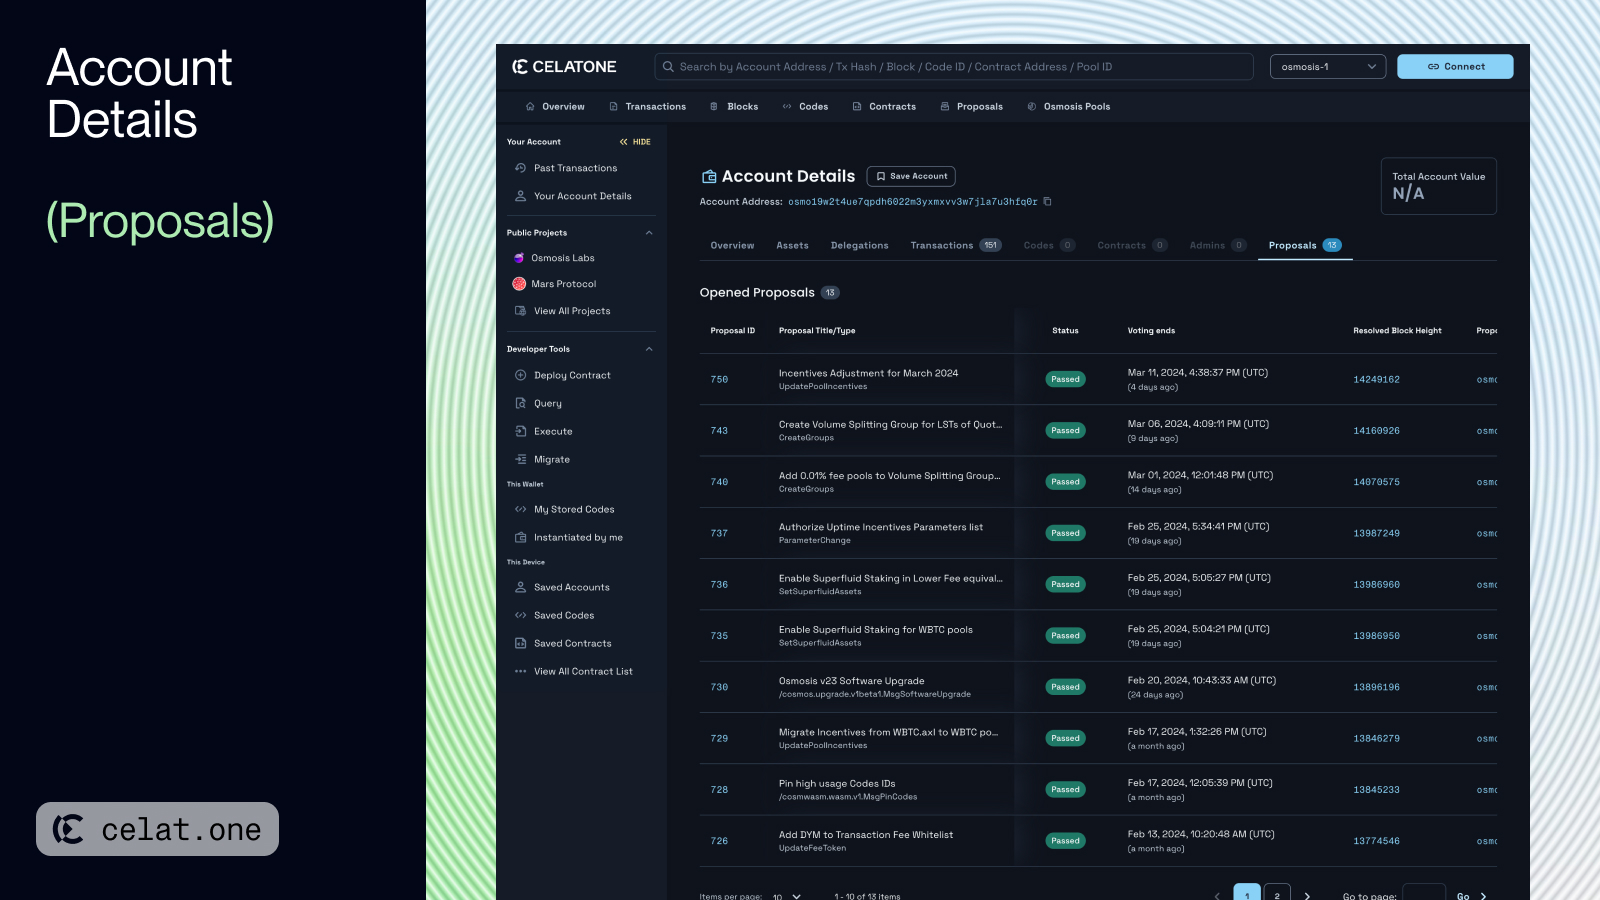 Account
Details
(Proposals)
celat.one
CELATONE
Search by Account Address / Tx Hash / Block / Code ID / Contract Address / Pool ID
osmosis-1
Connect
Overview
Transactions
Blocks
Codes
Contracts
Proposals
Osmosis Pools
Your Account
HIDE
Past Transactions
Your Account Details
Public Projects
Osmosis Labs
Mars Protocol
View All Projects
Developer Tools
Deploy Contract
Query
Execute
Migrate
This Wallet
My Stored Codes
Instantiated by me
This Device
Saved Accounts
Saved Codes
Saved Contracts
View All Contract List
Account Details
Save Account
Account Address: osmo19w2t4ue7qpdh6022m3yxmxvv3w7jla7u3hfq0r
Total Account Value
N/A
Overview Assets Delegations Transactions 151 Codes 0 Contracts 0 Admins 0 Proposals 13
Opened Proposals 13
Proposal ID Proposal Title/Type Status Voting ends Resolved Block Height Propo
750 Incentives Adjustment for March 2024 Passed Mar 11, 2024, 4:38:37 PM (UTC) 14249162 osmo
UpdatePoolIncentives (4 days ago)
743 Create Volume Splitting Group for LSTs of Quot... Passed Mar 06, 2024, 4:09:11 PM (UTC) 14160926 osmo
CreateGroups (9 days ago)
740 Add 0.01% fee pools to Volume Splitting Group... Passed Mar 01, 2024, 12:01:48 PM (UTC) 14070575 osmo
CreateGroups (14 days ago)
737 Authorize Uptime Incentives Parameters list Passed Feb 25, 2024, 5:34:41 PM (UTC) 13987249 osmo
ParameterChange (19 days ago)
736 Enable Superfluid Staking in Lower Fee equival... Passed Feb 25, 2024, 5:05:27 PM (UTC) 13986960 osmo
SetSuperfluidAssets (19 days ago)
735 Enable Superfluid Staking for WBTC pools Passed Feb 25, 2024, 5:04:21 PM (UTC) 13986950 osmo
SetSuperfluidAssets (19 days ago)
730 Osmosis v23 Software Upgrade Passed Feb 20, 2024, 10:43:33 AM (UTC) 13896196 osmo
/cosmos.upgrade.v1beta1.MsgSoftwareUpgrade (24 days ago)
729 Migrate Incentives from WBTC.axl to WBTC po... Passed Feb 17, 2024, 1:32:26 PM (UTC) 13846279 osmo
UpdatePoolIncentives (a month ago)
728 Pin high usage Codes IDs Passed Feb 17, 2024, 12:05:39 PM (UTC) 13845233 osmo
/cosmwasm.wasm.v1.MsgPinCodes (a month ago)
726 Add DYM to Transaction Fee Whitelist Passed Feb 13, 2024, 10:20:48 AM (UTC) 13774546 osmo
UpdateFeeToken (a month ago)
Items per page: 10 1 - 10 of 13 items 1 2 Go to page: Go